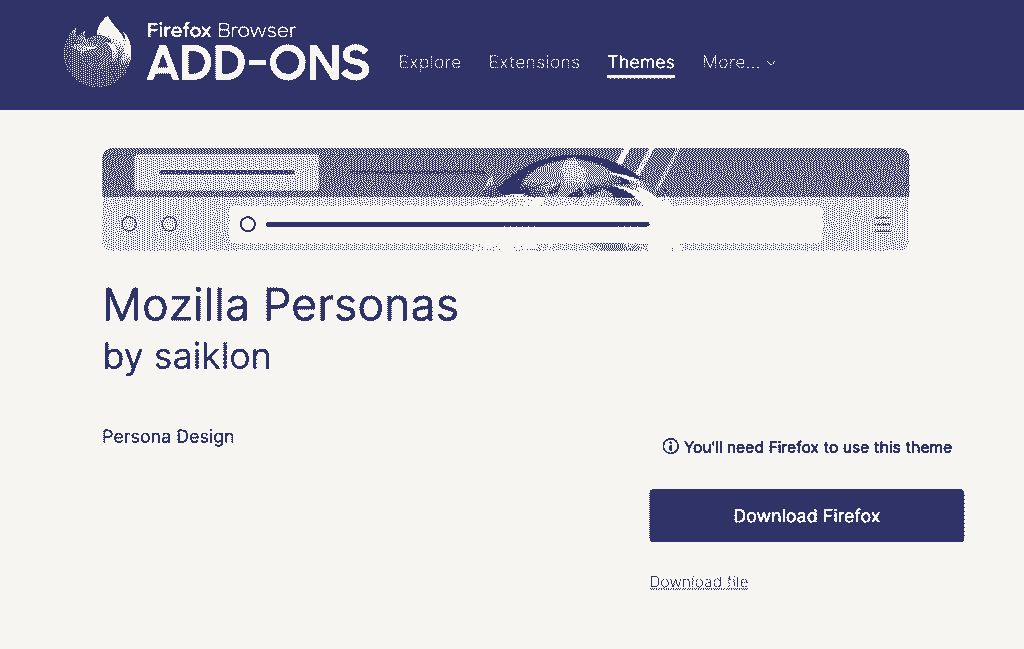 Firefox Browser
ADD-ONS
Explore Extensions Themes More...
Mozilla Personas
by saiklon
Persona Design
You'll need Firefox to use this theme
Download Firefox
Download file